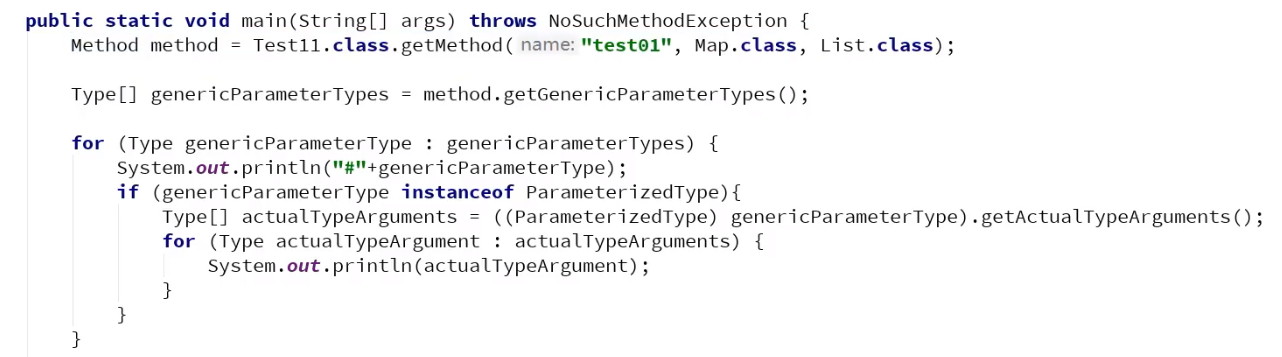 public static void main(String[] args) throws NoSuchMethodException {
    Method method = Test11.class.getMethod( name: "test01", Map.class, List.class);
    Type[] genericParameterTypes = method.getGenericParameterTypes();
    for (Type genericParameterType : genericParameterTypes) {
        System.out.println("#"+genericParameterType);
        if (genericParameterType instanceof ParameterizedType){
            Type[] actualTypeArguments = ((ParameterizedType) genericParameterType).getActualTypeArguments();
            for (Type actualTypeArgument : actualTypeArguments) {
                System.out.println(actualTypeArgument);
            }
        }
    }